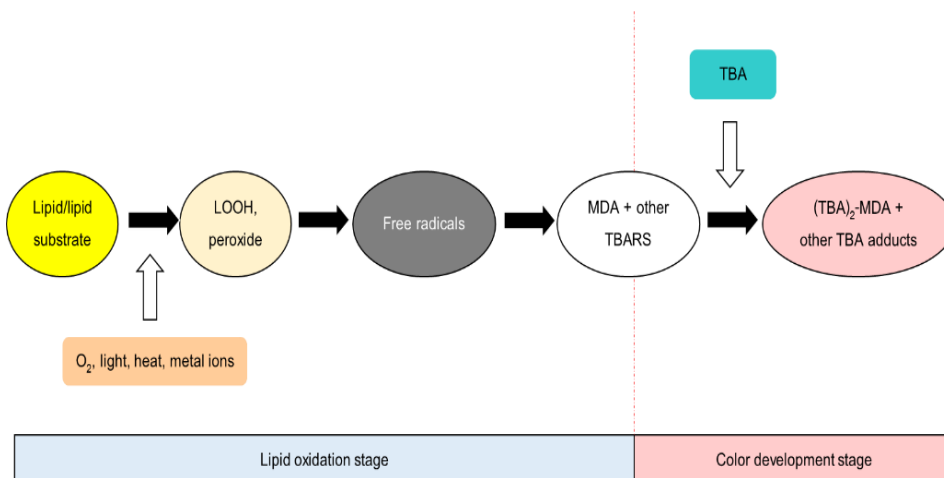 TBA
Lipid/lipid
substrate
LOOH,
peroxide
Free radicals
MDA + other
TBARS
(TBA)₂-MDA +
other TBA adducts
O₂, light, heat, metal ions
Lipid oxidation stage
Color development stage